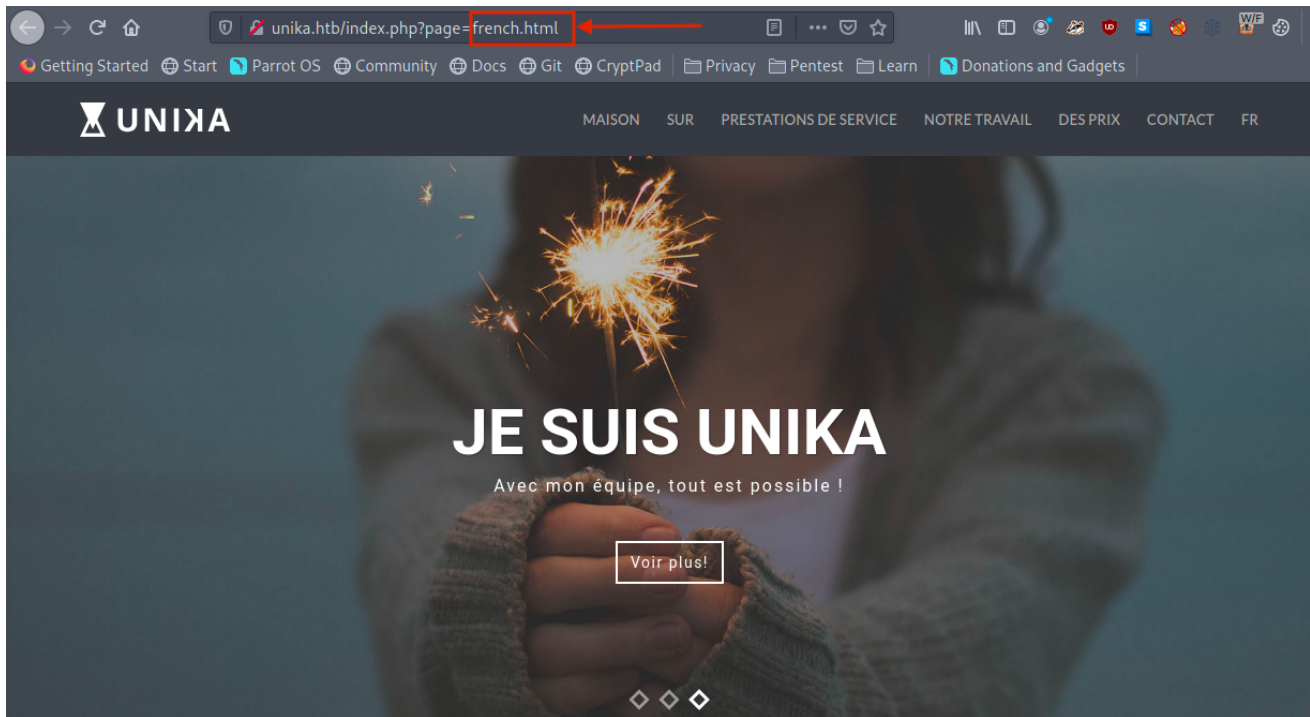 unika.htb/index.php?page=french.html
Getting Started Start Parrot OS Community Docs Git CryptPad Privacy Pentest Learn Donations and Gadgets
UNIKA MAISON SUR PRESTATIONS DE SERVICE NOTRE TRAVAIL DES PRIX CONTACT FR
JE SUIS UNIKA
Avec mon équipe, tout est possible !
Voir plus!